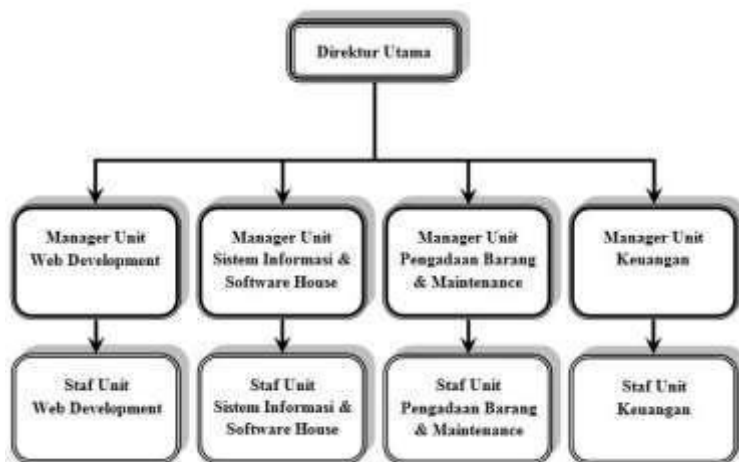 Direktur Utama
Manager Unit
Web Development
Manager Unit
Sistem Informasi &
Software House
Manager Unit
Pengadaan Barang
& Maintenance
Manager Unit
Keuangan
Staf Unit
Web Development
Staf Unit
Sistem Informasi &
Software House
Staf Unit
Pengadaan Barang
& Maintenance
Staf Unit
Keuangan